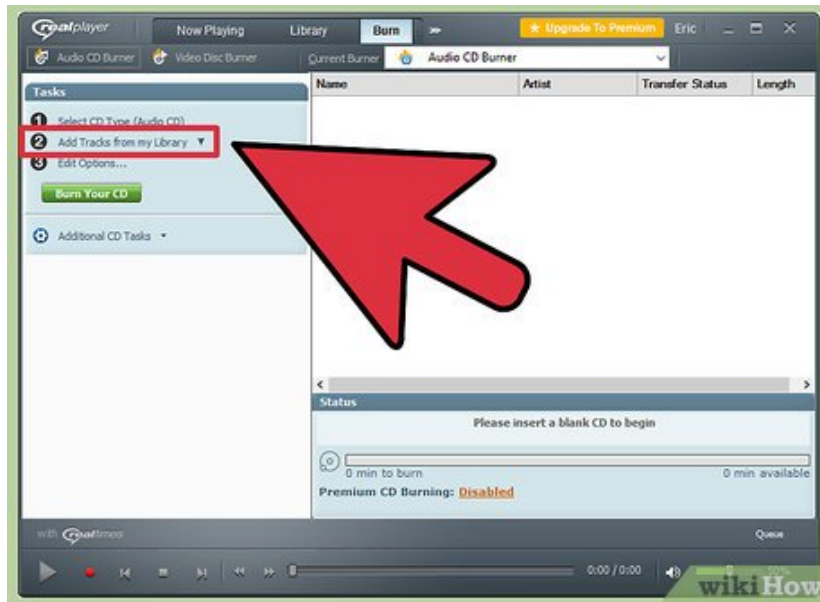 realplayer Now Playing Library Burn Upgrade To Premium Eric
Audio CD Burner Video Disc Burner Current Burner Audio CD Burner
Tasks
Name Artist Transfer Status Length
1 Select CD Type (Audio CD)
2 Add Tracks from my Library
3 Edit Options...
Burn Your CD
Additional CD Tasks
Status
Please insert a blank CD to begin
0 min to burn 0 min available
Premium CD Burning: Disabled
with realtimes Queue
0:00 / 0:00
wikiHow